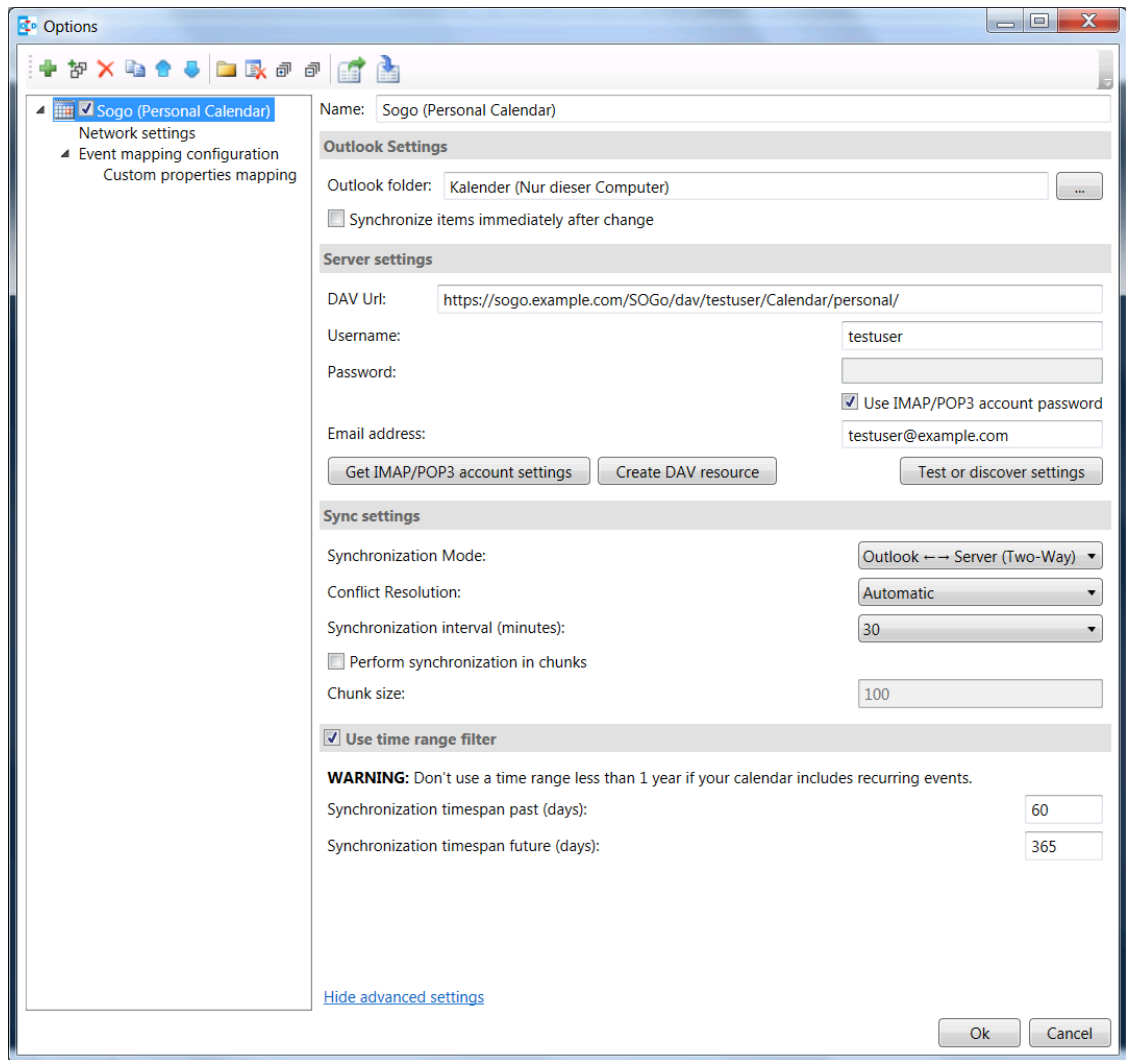 Options
Sogo (Personal Calendar)
Network settings
Event mapping configuration
Custom properties mapping
Name: Sogo (Personal Calendar)
Outlook Settings
Outlook folder: Kalender (Nur dieser Computer) ...
Synchronize items immediately after change
Server settings
DAV Url: https://sogo.example.com/SOGo/dav/testuser/Calendar/personal/
Username: testuser
Password:
Use IMAP/POP3 account password
Email address: testuser@example.com
Get IMAP/POP3 account settings Create DAV resource Test or discover settings
Sync settings
Synchronization Mode: Outlook ←→ Server (Two-Way)
Conflict Resolution: Automatic
Synchronization interval (minutes): 30
Perform synchronization in chunks
Chunk size: 100
Use time range filter
WARNING: Don't use a time range less than 1 year if your calendar includes recurring events.
Synchronization timespan past (days): 60
Synchronization timespan future (days): 365
Hide advanced settings
Ok Cancel